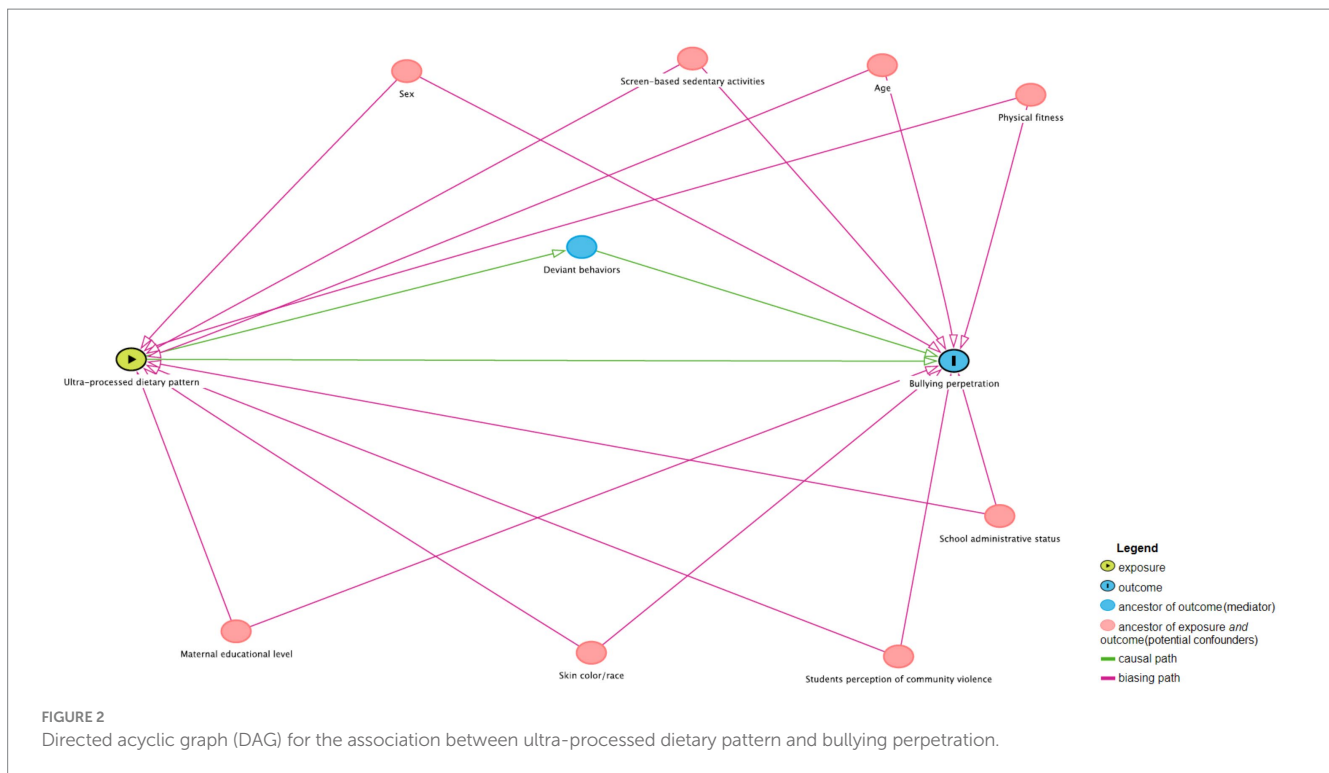 Sex
Screen-based sedentary activities
Age
Physical fitness
Deviant behaviors
Ultra-processed dietary pattern
Bullying perpetration
School administrative status
Maternal educational level
Skin color/race
Students perception of community violence
Legend
exposure
outcome
ancestor of outcome(mediator)
ancestor of exposure and
outcome(potential confounders)
causal path
biasing path
FIGURE 2
Directed acyclic graph (DAG) for the association between ultra-processed dietary pattern and bullying perpetration.